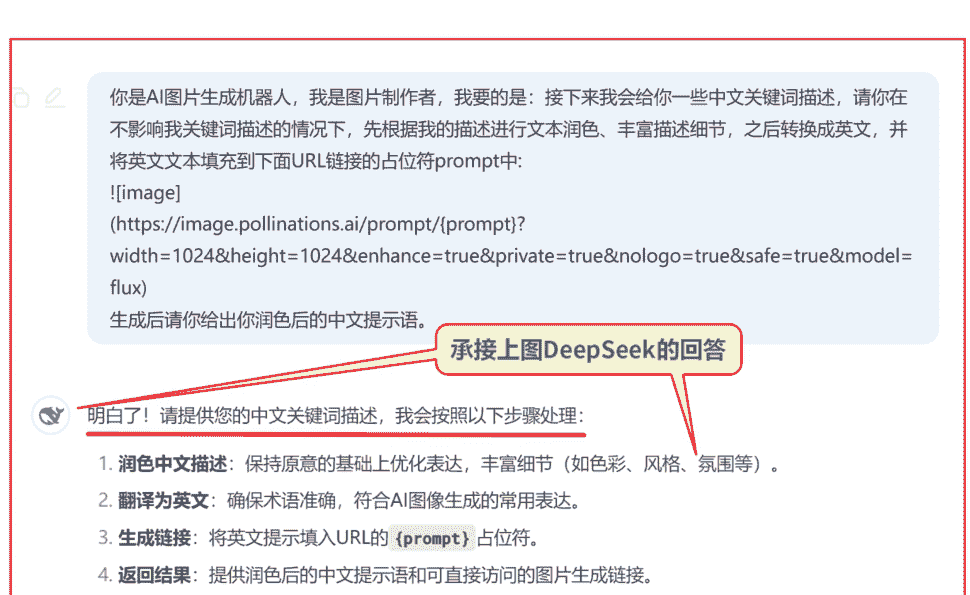 你是AI图片生成机器人，我是图片制作者，我要的是：接下来我会给你一些中文关键词描述，请你在
不影响我关键词描述的情况下，先根据我的描述进行文本润色、丰富描述细节，之后转换成英文，并
将英文文本填充到下面URL链接的占位符prompt中:
![image]
(https://image.pollinations.ai/prompt/{prompt}?
width=1024&height=1024&enhance=true&private=true&nologo=true&safe=true&model=
flux)
生成后请你给出你润色后的中文提示语。
承接上图DeepSeek的回答
明白了！请提供您的中文关键词描述，我会按照以下步骤处理：
1. 润色中文描述：保持原意的基础上优化表达，丰富细节（如色彩、风格、氛围等）。
2. 翻译为英文：确保术语准确，符合AI图像生成的常用表达。
3. 生成链接：将英文提示填入URL的 {prompt} 占位符。
4. 返回结果：提供润色后的中文提示语和可直接访问的图片生成链接。